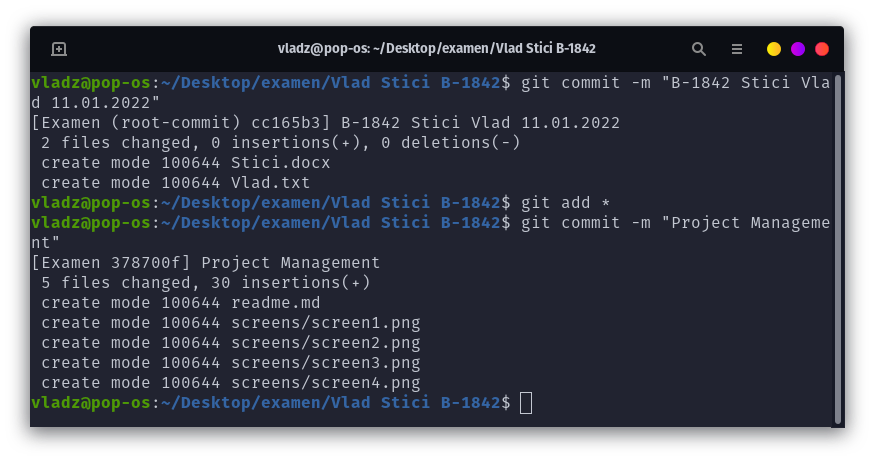 vladz@pop-os: ~/Desktop/examen/Vlad Stici B-1842
vladz@pop-os:~/Desktop/examen/Vlad Stici B-1842$ git commit -m "B-1842 Stici Vla
d 11.01.2022"
[Examen (root-commit) cc165b3] B-1842 Stici Vlad 11.01.2022
 2 files changed, 0 insertions(+), 0 deletions(-)
 create mode 100644 Stici.docx
 create mode 100644 Vlad.txt
vladz@pop-os:~/Desktop/examen/Vlad Stici B-1842$ git add *
vladz@pop-os:~/Desktop/examen/Vlad Stici B-1842$ git commit -m "Project Manageme
nt"
[Examen 378700f] Project Management
 5 files changed, 30 insertions(+)
 create mode 100644 readme.md
 create mode 100644 screens/screen1.png
 create mode 100644 screens/screen2.png
 create mode 100644 screens/screen3.png
 create mode 100644 screens/screen4.png
vladz@pop-os:~/Desktop/examen/Vlad Stici B-1842$